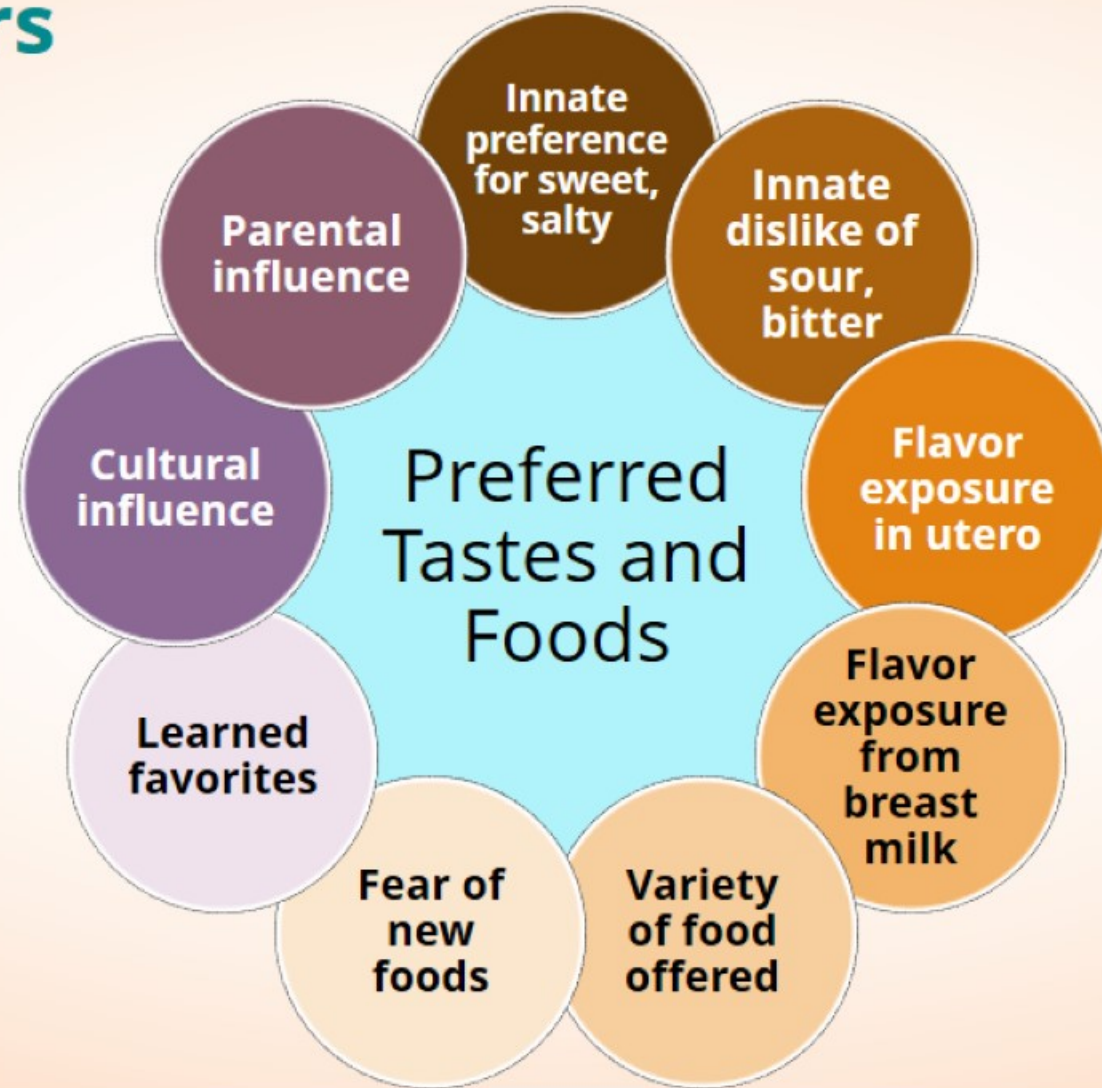 rs
Innate
preference
for sweet,
salty
Innate
dislike of
sour,
bitter
Flavor
exposure
in utero
Flavor
exposure
from
breast
milk
Variety
of food
offered
Fear of
new
foods
Learned
favorites
Cultural
influence
Parental
influence
Preferred
Tastes and
Foods